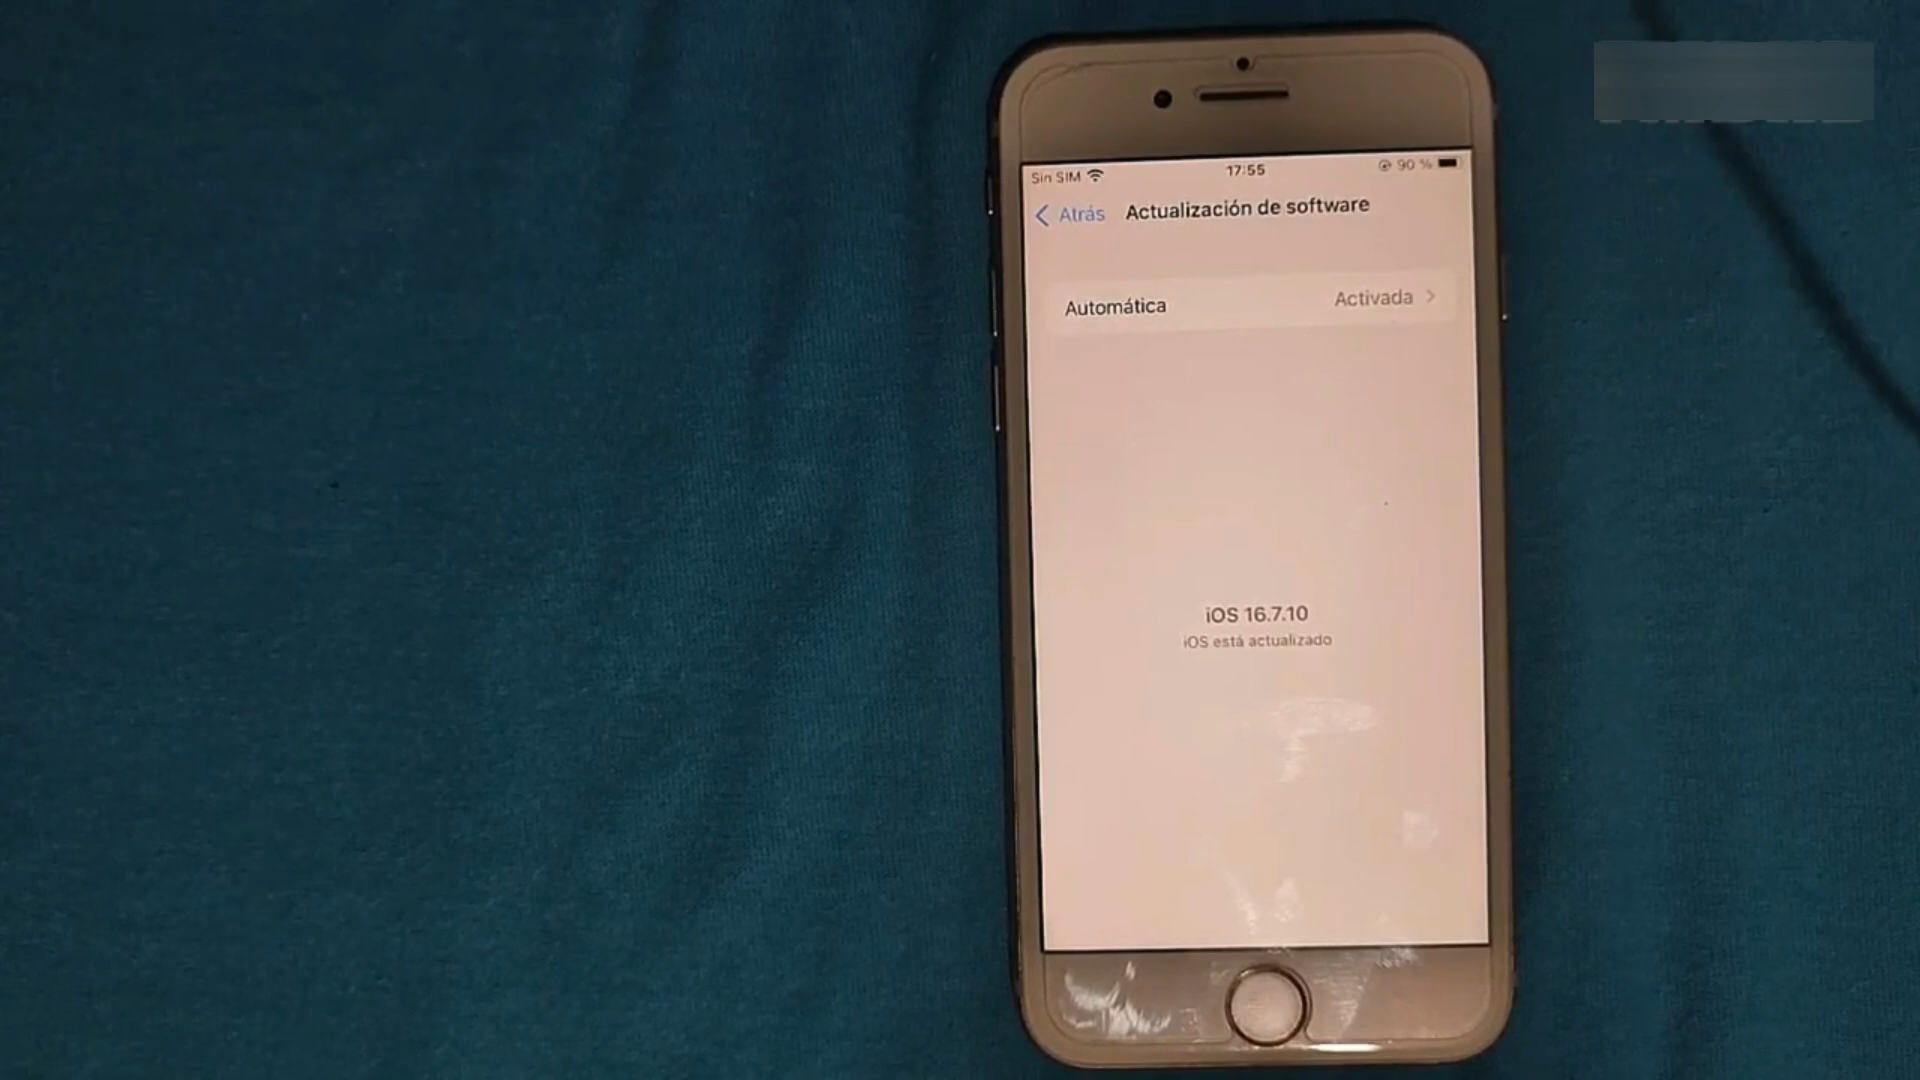 Sin SIM 17:55 90 %
Atrás Actualización de software
Automática Activada
iOS 16.7.10
iOS está actualizado